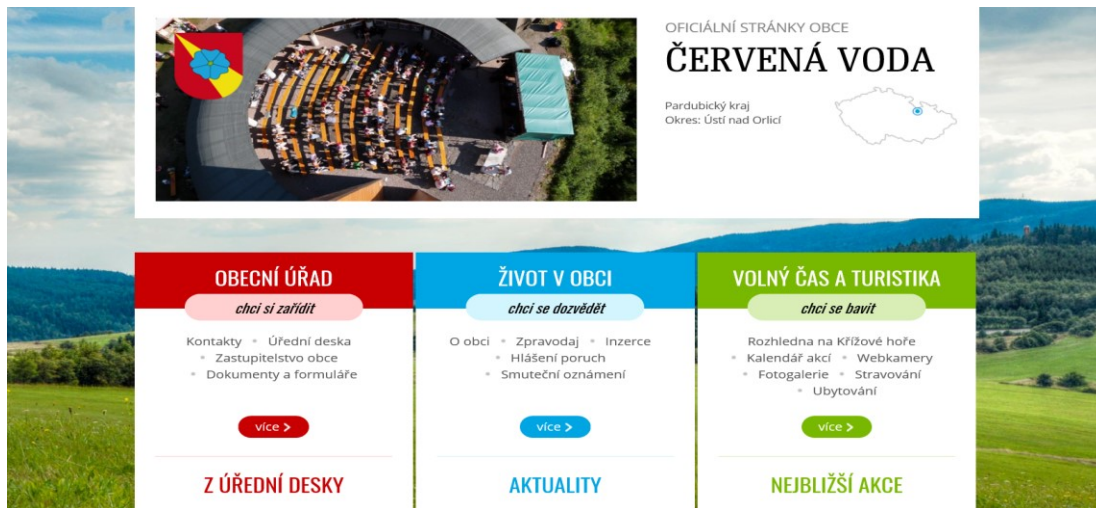 OFICIÁLNÍ STRÁNKY OBCE
ČERVENÁ VODA
Pardubický kraj
Okres: Ústí nad Orlicí
OBECNÍ ÚŘAD
chci si zařídit
Kontakty • Úřední deska
• Zastupitelstvo obce
• Dokumenty a formuláře
více >
Z ÚŘEDNÍ DESKY
ŽIVOT V OBCI
chci se dozvědět
O obci • Zpravodaj • Inzerce
• Hlášení poruch
• Smuteční oznámení
více >
AKTUALITY
VOLNÝ ČAS A TURISTIKA
chci se bavit
Rozhledna na Křížové hoře
• Kalendář akcí • Webkamery
• Fotogalerie • Stravování
• Ubytování
více >
NEJBLIŽŠÍ AKCE